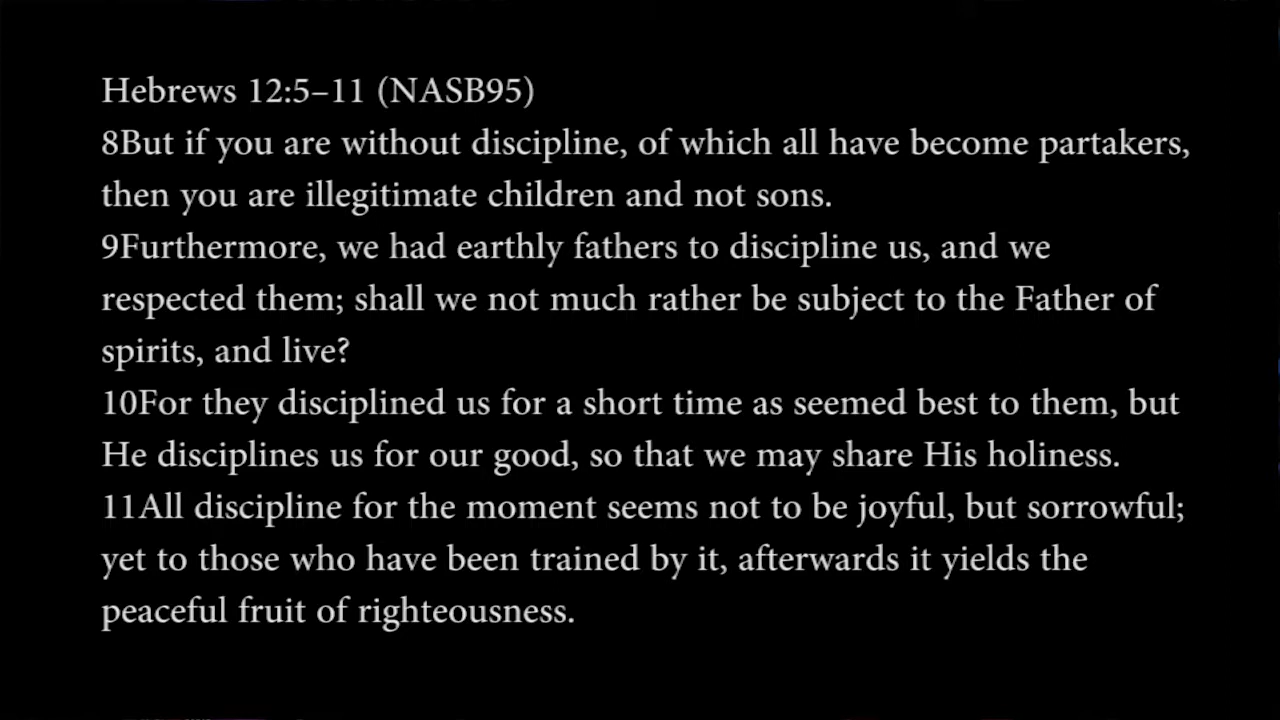 Hebrews 12:5–11 (NASB95)
8But if you are without discipline, of which all have become partakers,
then you are illegitimate children and not sons.
9Furthermore, we had earthly fathers to discipline us, and we
respected them; shall we not much rather be subject to the Father of
spirits, and live?
10For they disciplined us for a short time as seemed best to them, but
He disciplines us for our good, so that we may share His holiness.
11All discipline for the moment seems not to be joyful, but sorrowful;
yet to those who have been trained by it, afterwards it yields the
peaceful fruit of righteousness.